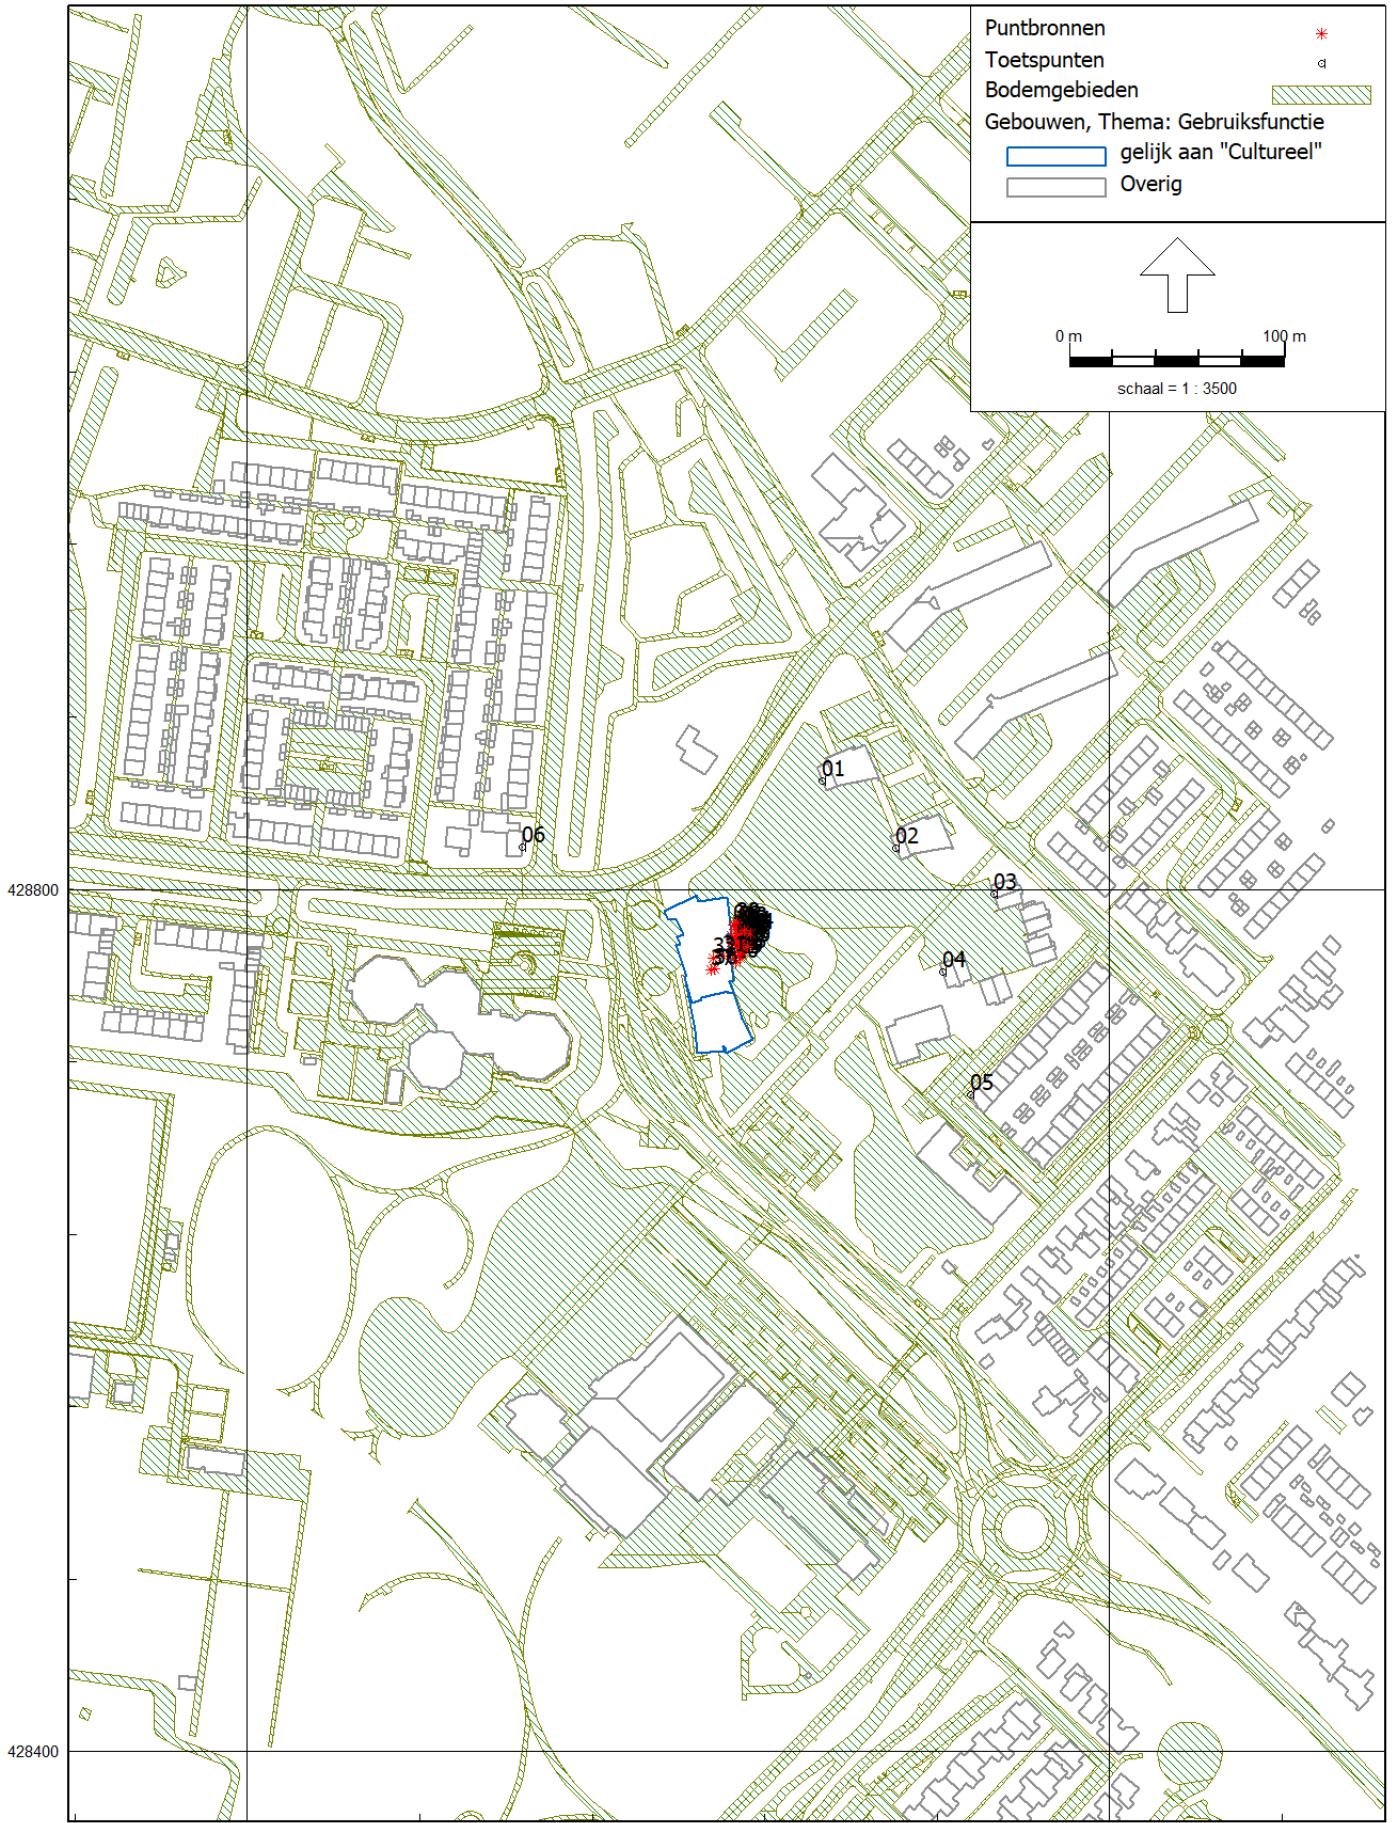 Puntbronnen
Toetspunten
Bodemgebieden
Gebouwen, Thema: Gebruiksfunctie
gelijk aan "Cultureel"
Overig
0 m 100 m
schaal = 1 : 3500
01
02
06
03
428800
04
05
428400